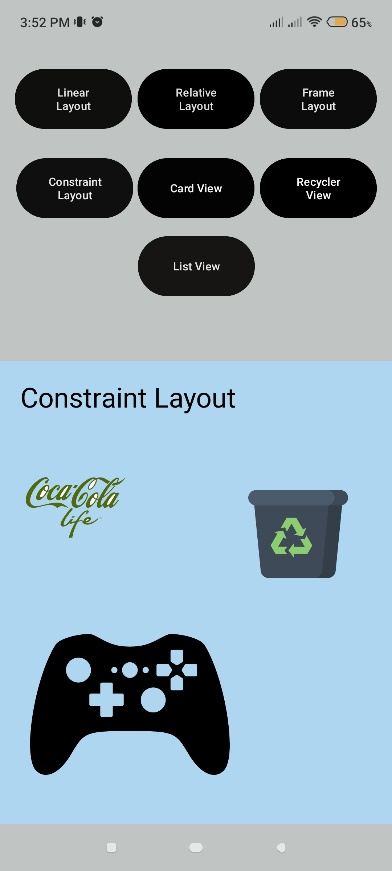 3:52 PM
65%
Linear
Layout
Relative
Layout
Frame
Layout
Constraint
Layout
Card View
Recycler
View
List View
Constraint Layout
Coca-Cola
life